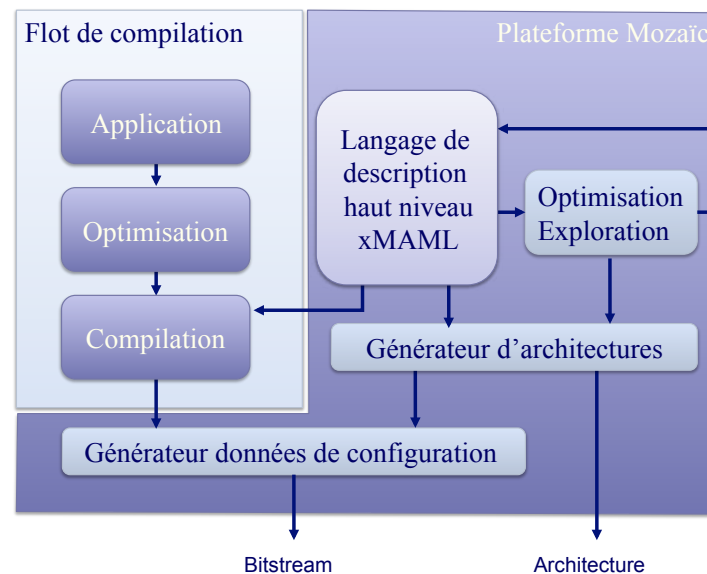 Flot de compilation
Plateforme Mozaïc
Application
Optimisation
Compilation
Langage de
description
haut niveau
xMAML
Optimisation
Exploration
Générateur d’architectures
Générateur données de configuration
Bitstream
Architecture